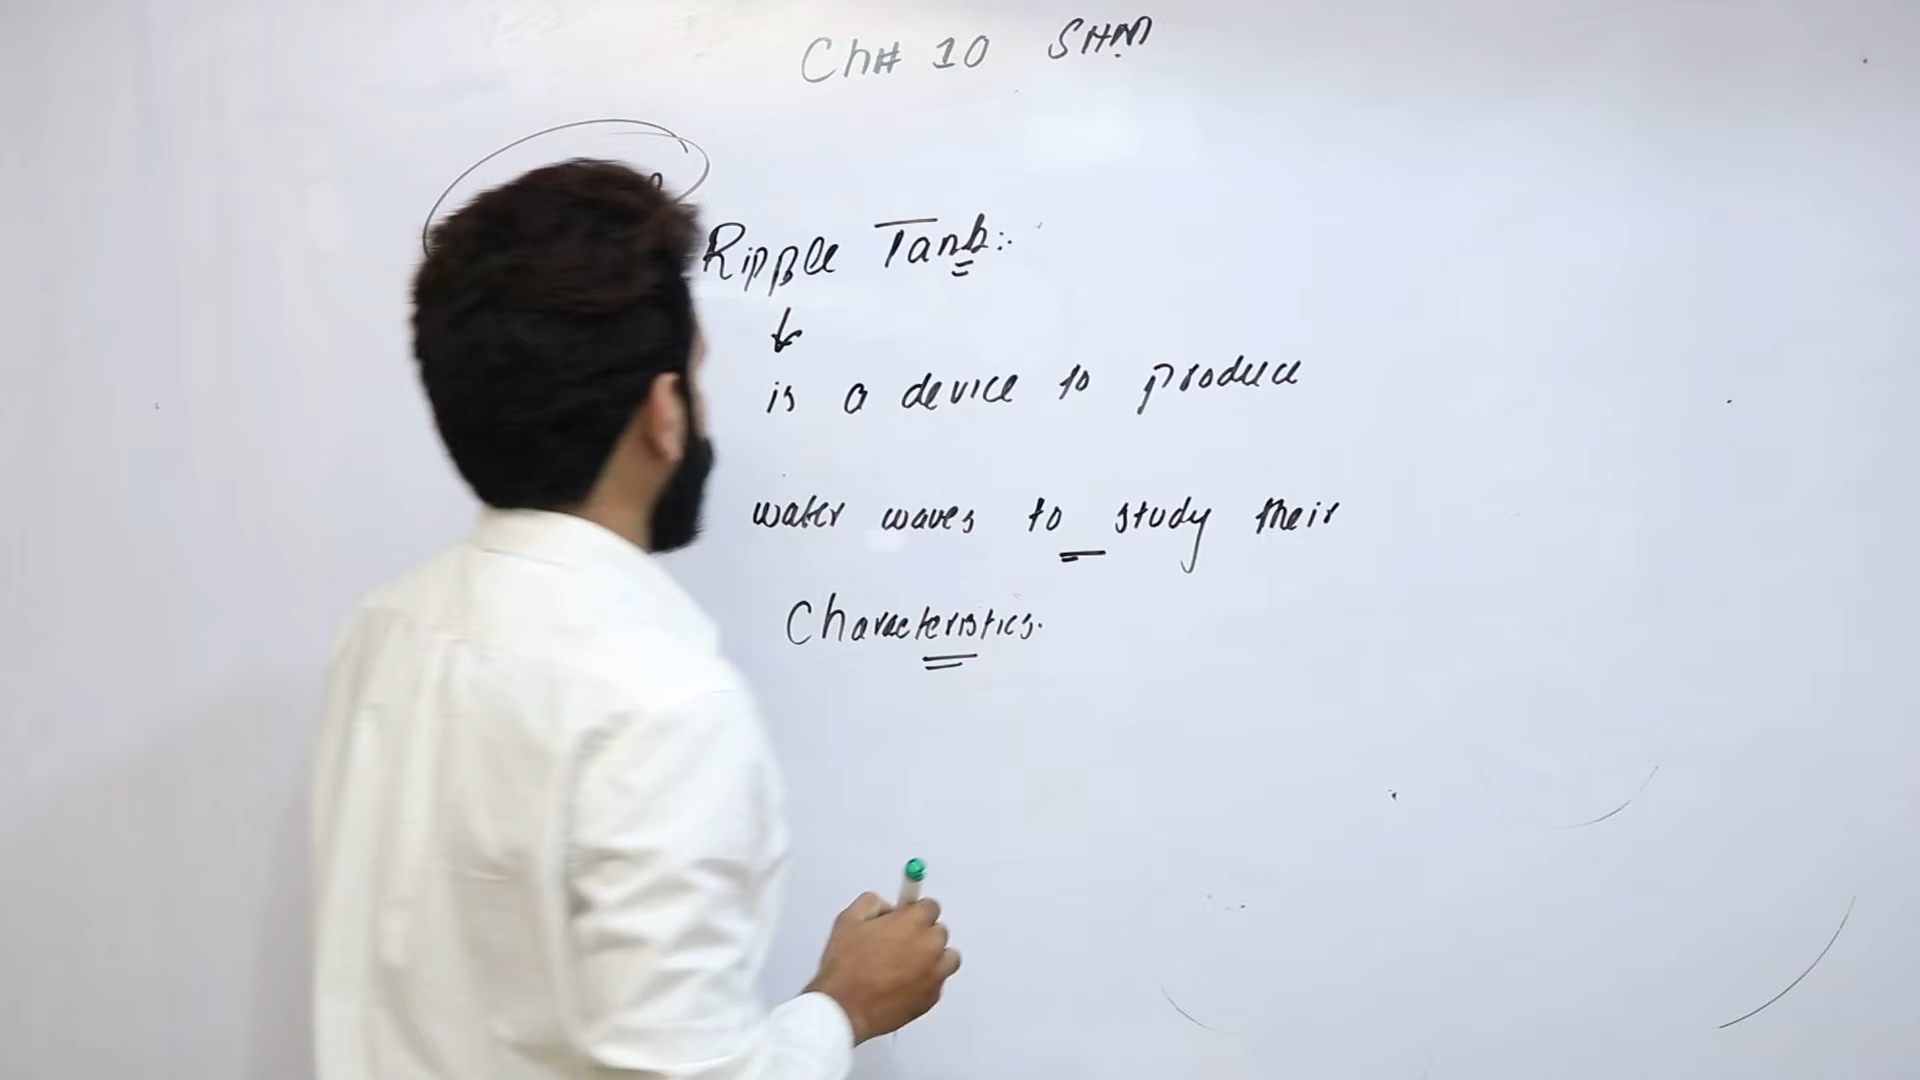 Ch# 10 SHM
Ripple Tank:.
is a device to produce
water waves to study their
Characteristics.